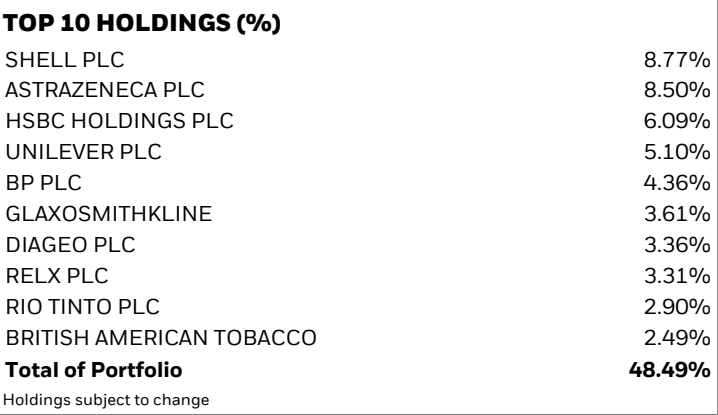 TOP 10 HOLDINGS (%)
SHELL PLC 8.77%
ASTRAZENECA PLC 8.50%
HSBC HOLDINGS PLC 6.09%
UNILEVER PLC 5.10%
BP PLC 4.36%
GLAXOSMITHKLINE 3.61%
DIAGEO PLC 3.36%
RELX PLC 3.31%
RIO TINTO PLC 2.90%
BRITISH AMERICAN TOBACCO 2.49%
Total of Portfolio 48.49%
Holdings subject to change